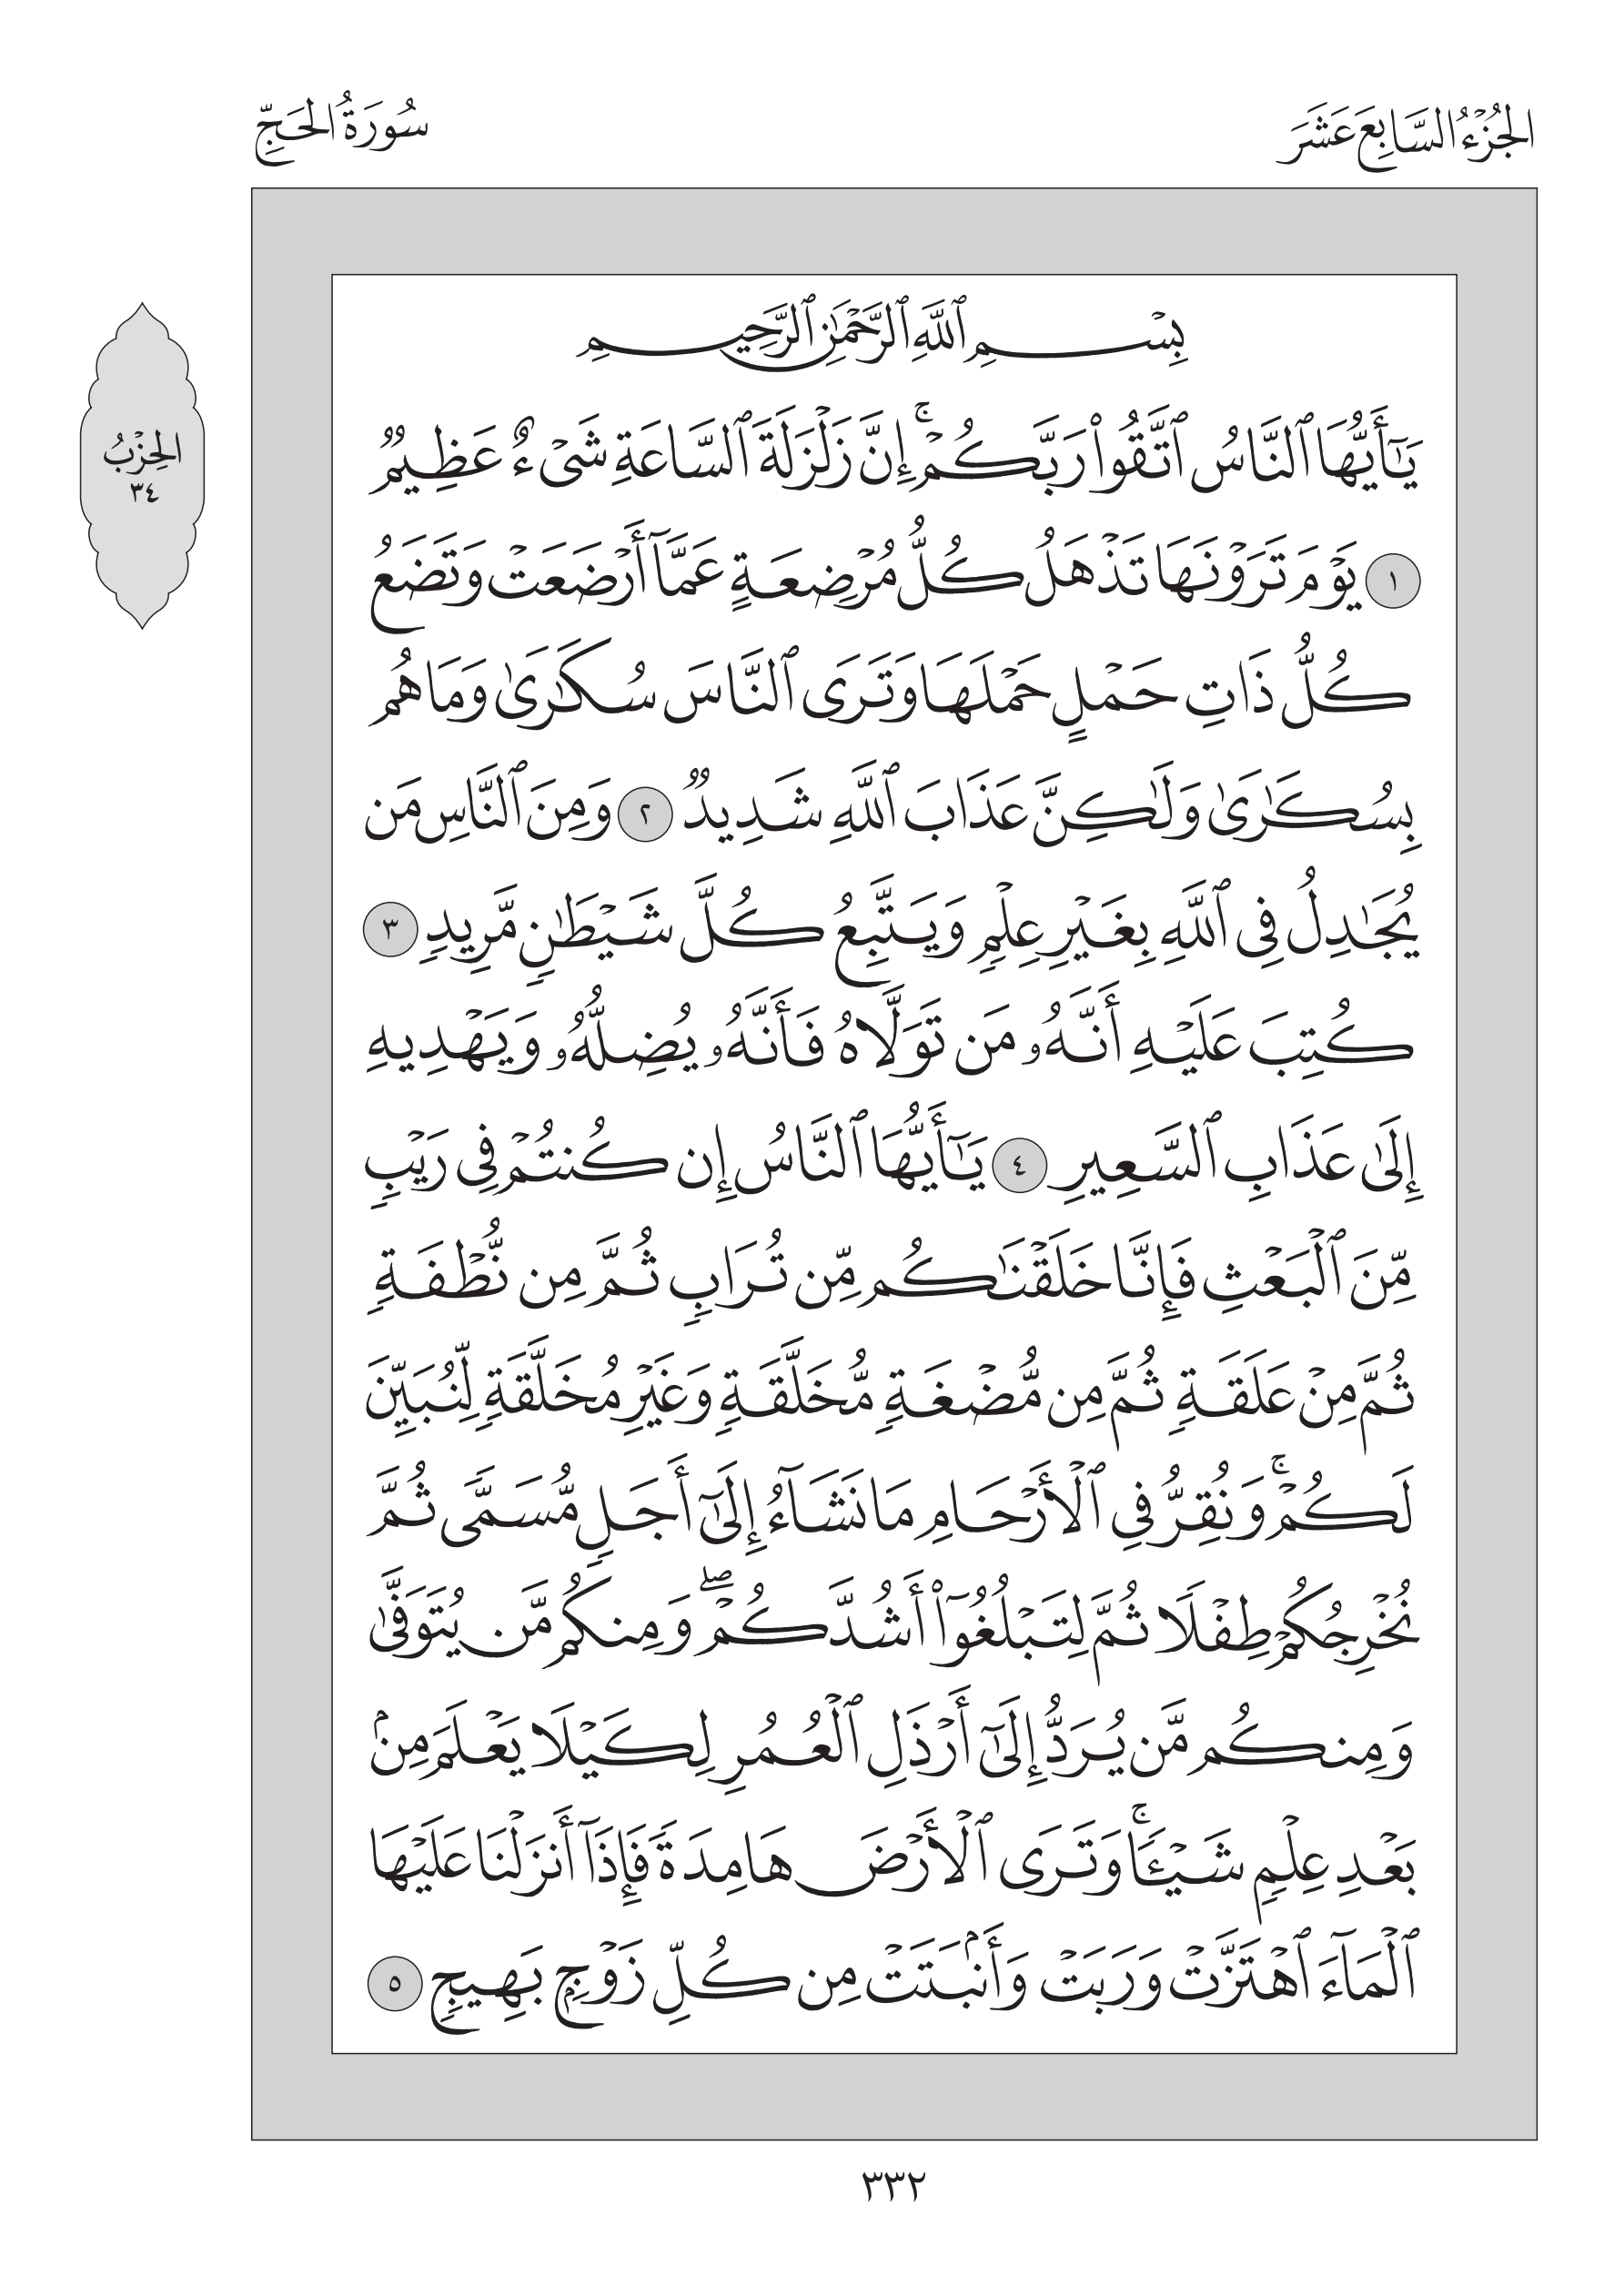 الجُزْءُ السَّابِعَ عَشَرَ
سُورَةُ الحَجِّ
الحِزْبُ
٣٤
بِسْمِ ٱللَّهِ ٱلرَّحْمَٰنِ ٱلرَّحِيمِ
يَٰٓأَيُّهَا ٱلنَّاسُ ٱتَّقُوا۟ رَبَّكُمْ ۚ إِنَّ زَلْزَلَةَ ٱلسَّاعَةِ شَىْءٌ عَظِيمٌ
١ يَوْمَ تَرَوْنَهَا تَذْهَلُ كُلُّ مُرْضِعَةٍ عَمَّآ أَرْضَعَتْ وَتَضَعُ
كُلُّ ذَاتِ حَمْلٍ حَمْلَهَا وَتَرَى ٱلنَّاسَ سُكَٰرَىٰ وَمَا هُم
بِسُكَٰرَىٰ وَلَٰكِنَّ عَذَابَ ٱللَّهِ شَدِيدٌ ٢ وَمِنَ ٱلنَّاسِ مَن
يُجَٰدِلُ فِى ٱللَّهِ بِغَيْرِ عِلْمٍ وَيَتَّبِعُ كُلَّ شَيْطَٰنٍ مَّرِيدٍ ٣
كُتِبَ عَلَيْهِ أَنَّهُۥ مَن تَوَلَّاهُ فَأَنَّهُۥ يُضِلُّهُۥ وَيَهْدِيهِ
إِلَىٰ عَذَابِ ٱلسَّعِيرِ ٤ يَٰٓأَيُّهَا ٱلنَّاسُ إِن كُنتُمْ فِى رَيْبٍ
مِّنَ ٱلْبَعْثِ فَإِنَّا خَلَقْنَٰكُم مِّن تُرَابٍ ثُمَّ مِن نُّطْفَةٍ
ثُمَّ مِنْ عَلَقَةٍ ثُمَّ مِن مُّضْغَةٍ مُّخَلَّقَةٍ وَغَيْرِ مُخَلَّقَةٍ لِّنُبَيِّنَ
لَكُمْ ۚ وَنُقِرُّ فِى ٱلْأَرْحَامِ مَا نَشَآءُ إِلَىٰٓ أَجَلٍ مُّسَمًّى ثُمَّ
نُخْرِجُكُمْ طِفْلًا ثُمَّ لِتَبْلُغُوٓا۟ أَشُدَّكُمْ ۖ وَمِنكُم مَّن يُتَوَفَّىٰ
وَمِنكُم مَّن يُرَدُّ إِلَىٰٓ أَرْذَلِ ٱلْعُمُرِ لِكَيْلَا يَعْلَمَ مِنۢ
بَعْدِ عِلْمٍ شَيْـًٔا ۚ وَتَرَى ٱلْأَرْضَ هَامِدَةً فَإِذَآ أَنزَلْنَا عَلَيْهَا
ٱلْمَآءَ ٱهْتَزَّتْ وَرَبَتْ وَأَنۢبَتَتْ مِن كُلِّ زَوْجٍۭ بَهِيجٍ ٥
٣٣٢